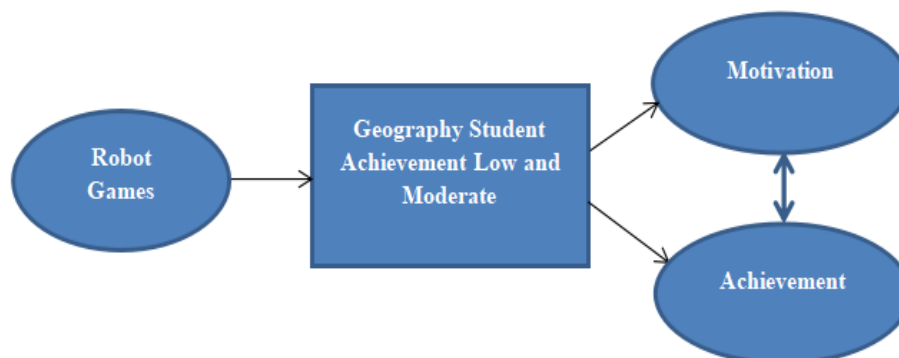 Robot
Games
Geography Student
Achievement Low and
Moderate
Motivation
Achievement